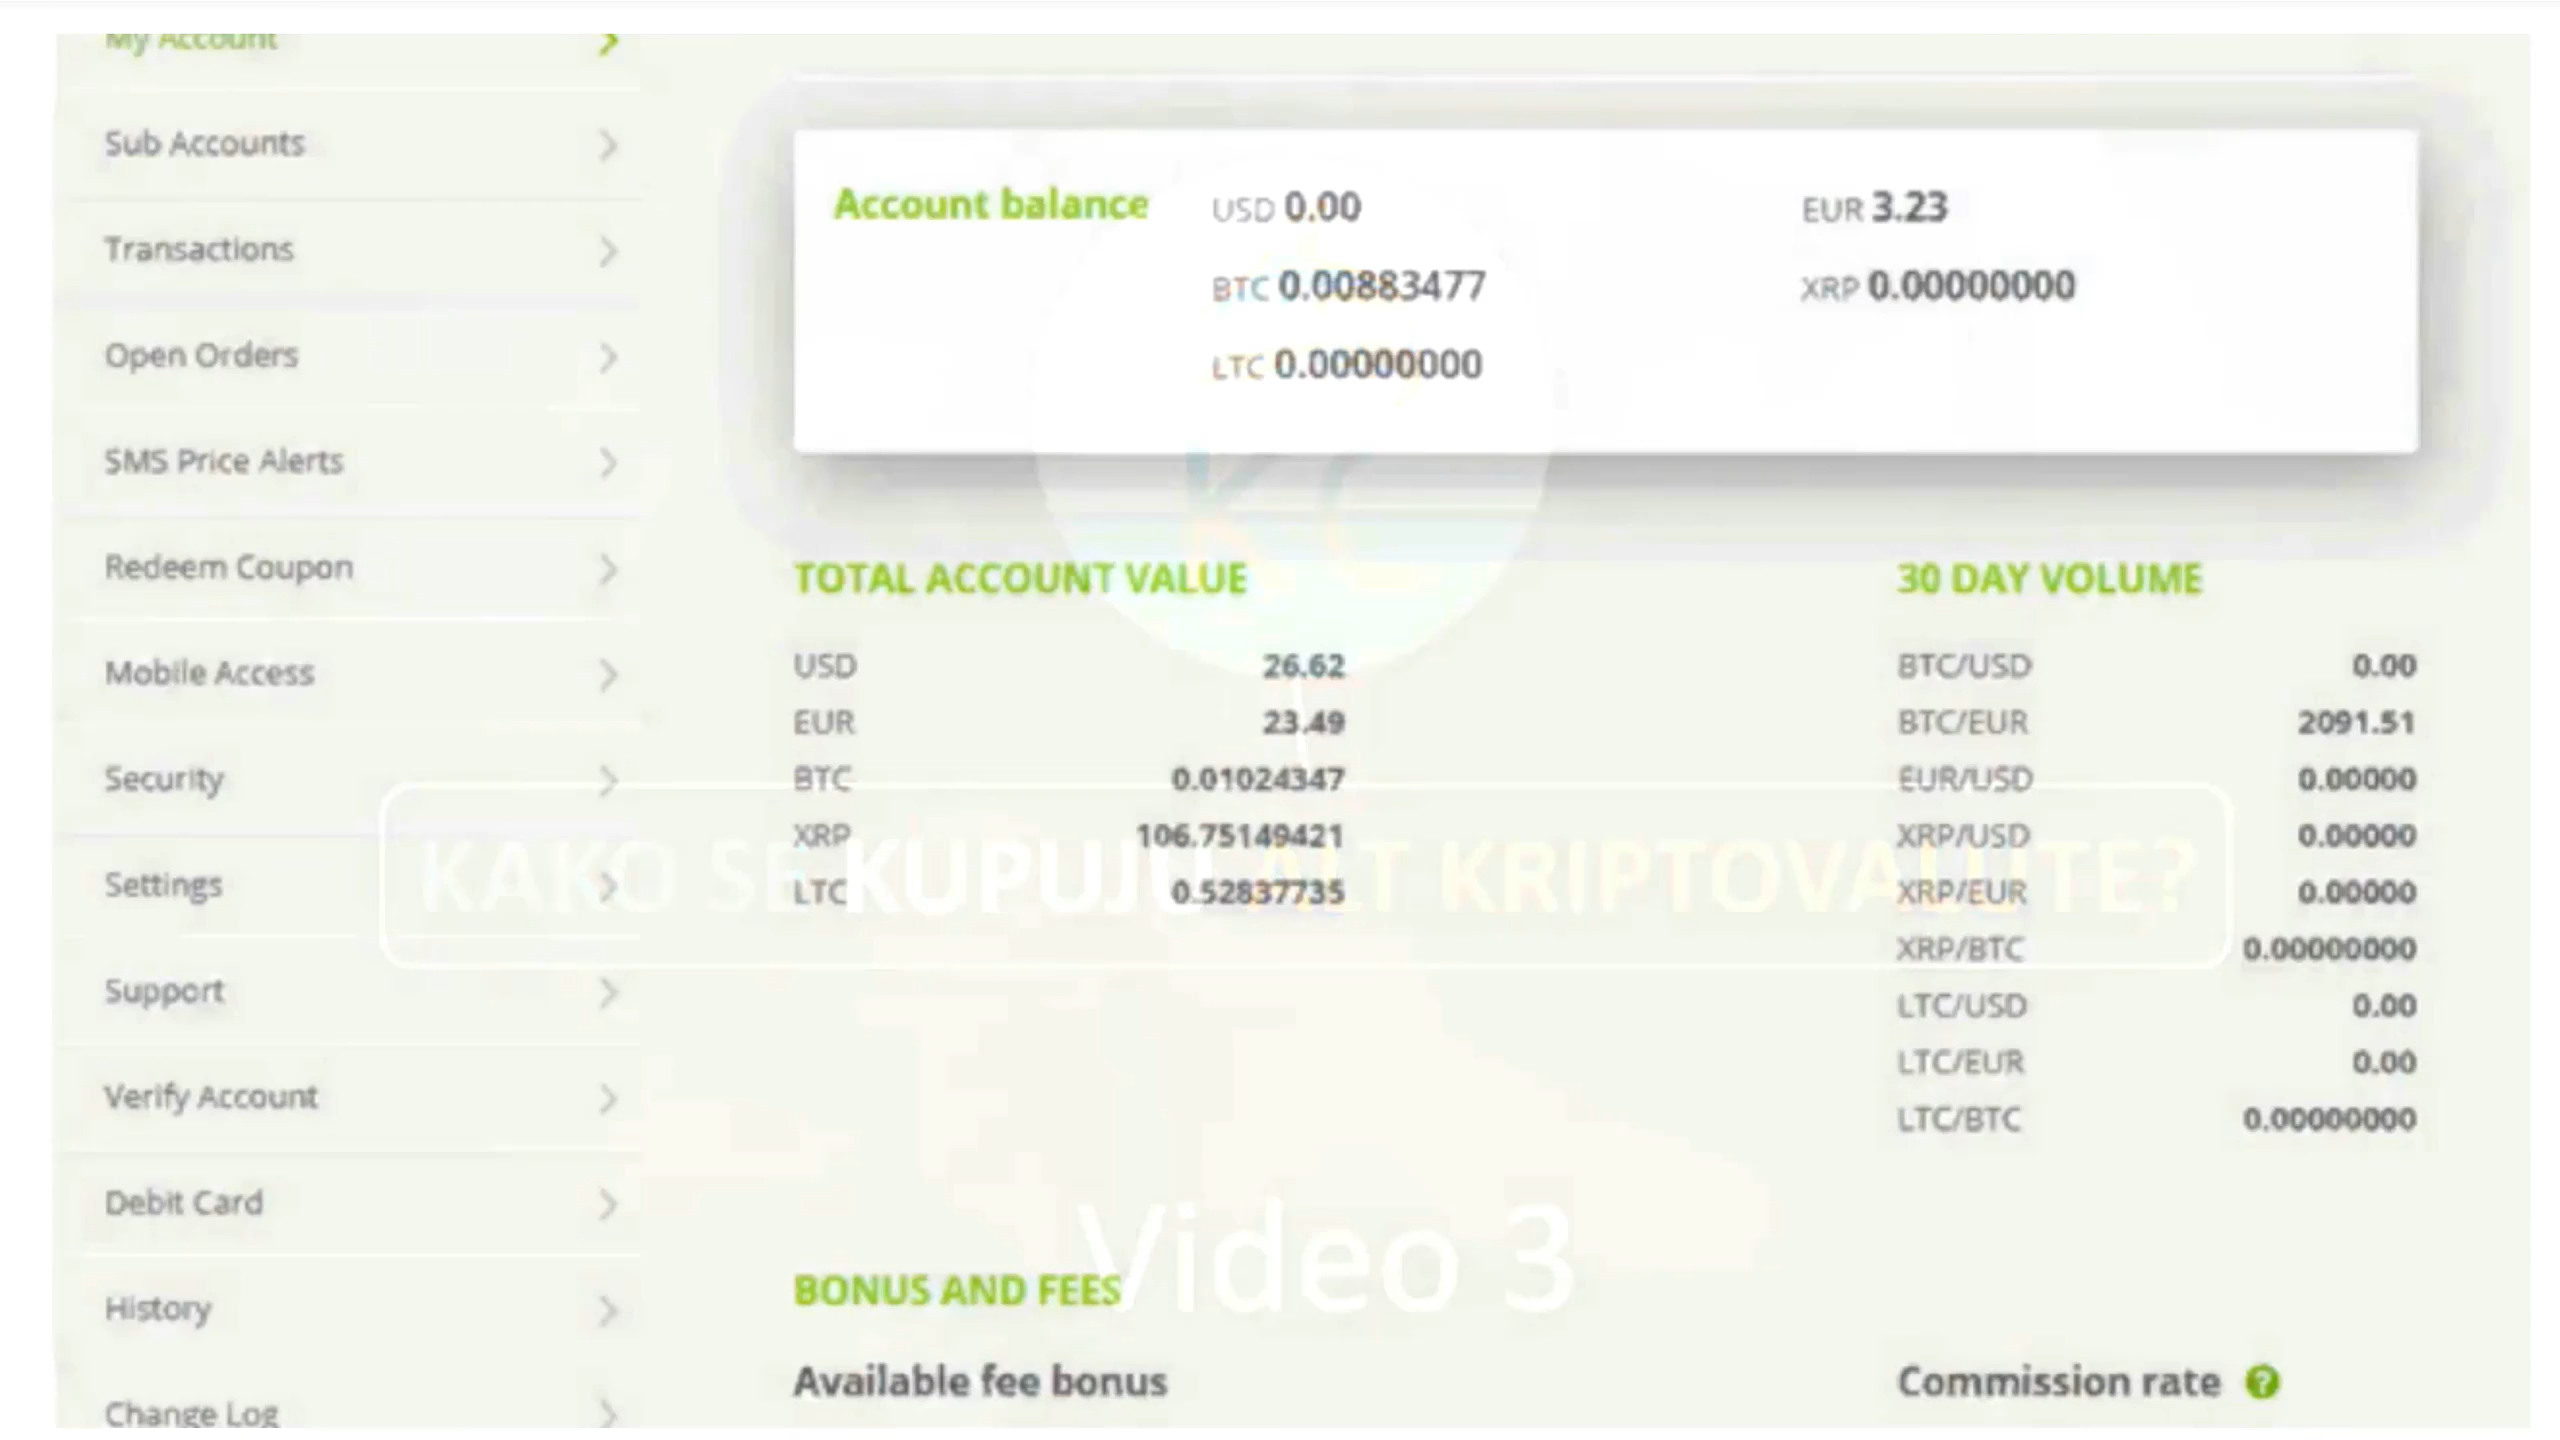 My Account
Sub Accounts
Transactions
Open Orders
SMS Price Alerts
Redeem Coupon
Mobile Access
Security
Settings
Support
Verify Account
Debit Card
History
Change Log
Account balance USD 0.00 EUR 3.23
BTC 0.00883477 XRP 0.00000000
LTC 0.00000000
TOTAL ACCOUNT VALUE
USD 26.62
EUR 23.49
BTC 0.01024347
XRP 106.75149421
LTC 0.52837735
30 DAY VOLUME
BTC/USD 0.00
BTC/EUR 2091.51
EUR/USD 0.00000
XRP/USD 0.00000
XRP/EUR 0.00000
XRP/BTC 0.00000000
LTC/USD 0.00
LTC/EUR 0.00
LTC/BTC 0.00000000
KC
KAKO SE KUPUJU ALT KRIPTOVALUTE?
Video 3
BONUS AND FEES
Available fee bonus
Commission rate ?